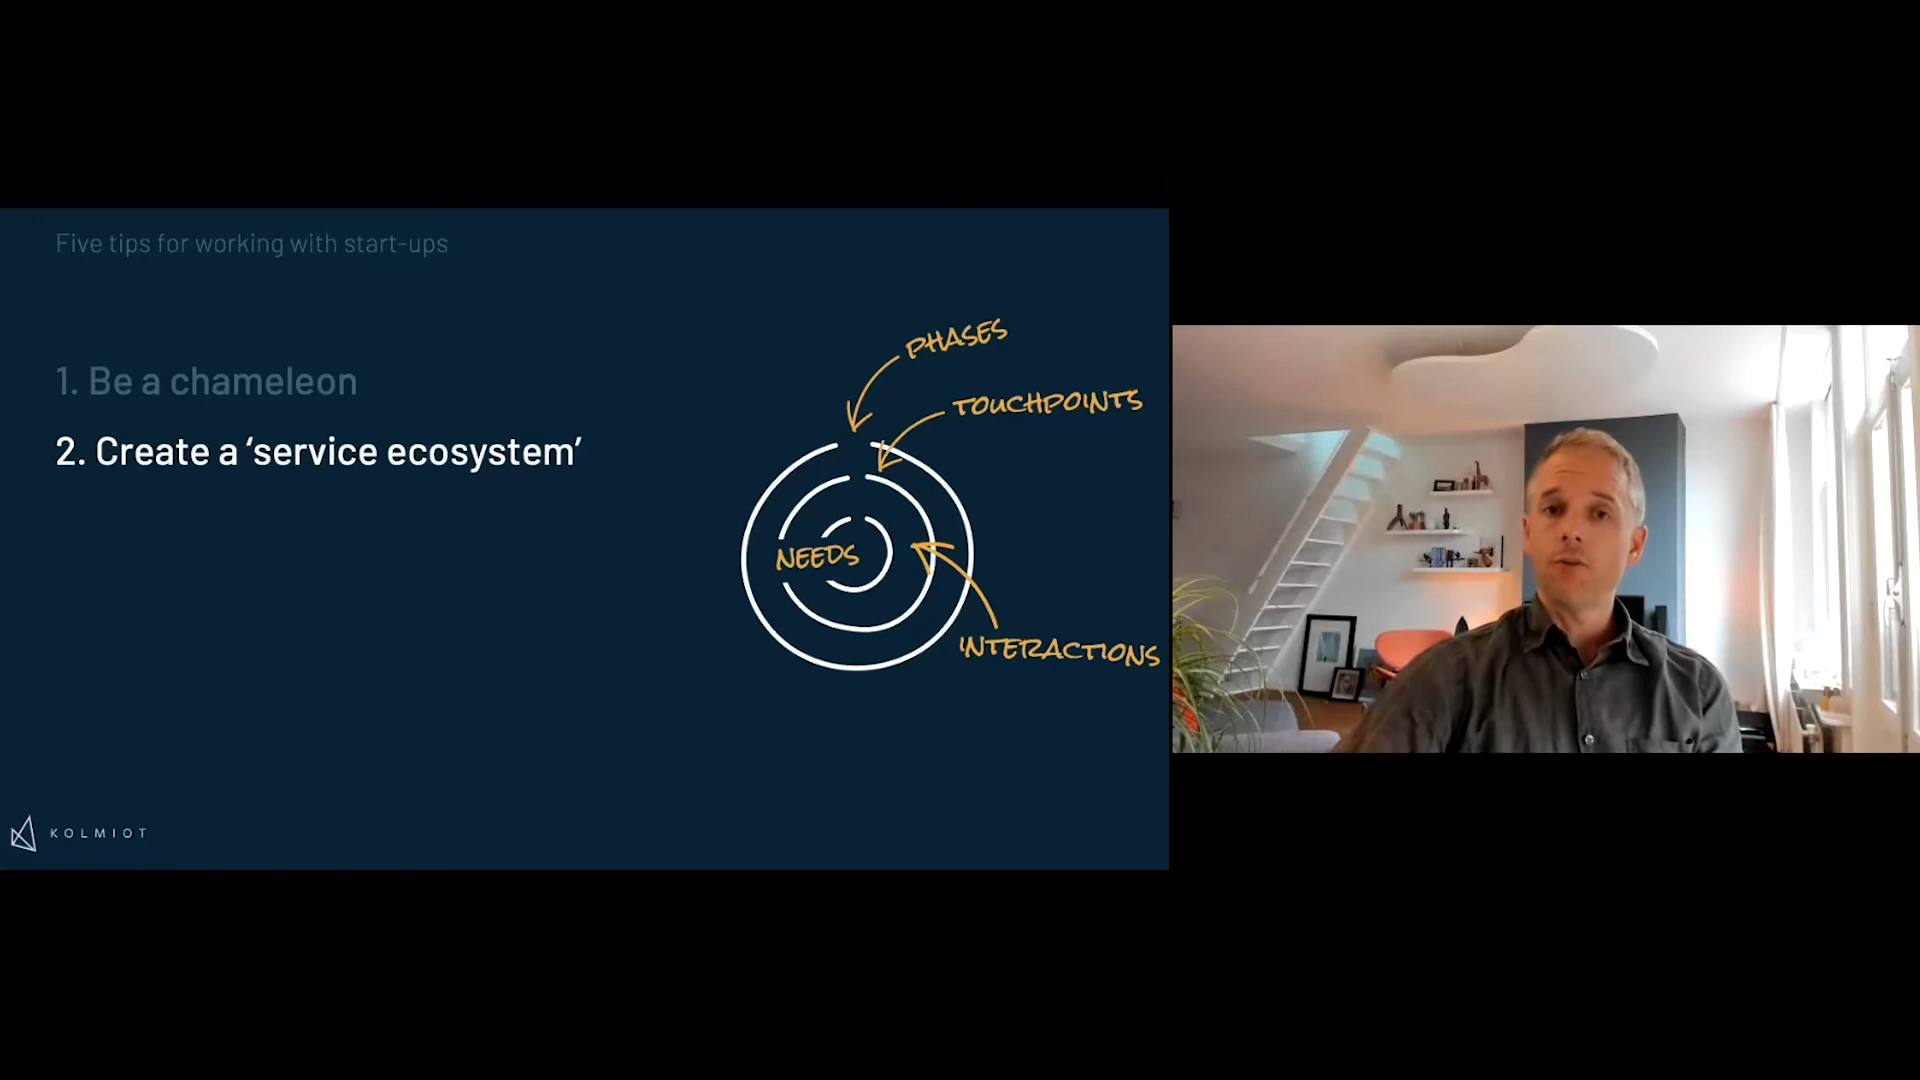 Five tips for working with start-ups
1. Be a chameleon
2. Create a ‘service ecosystem’
PHASES
TOUCHPOINTS
NEEDS
INTERACTIONS
KOLMIOT